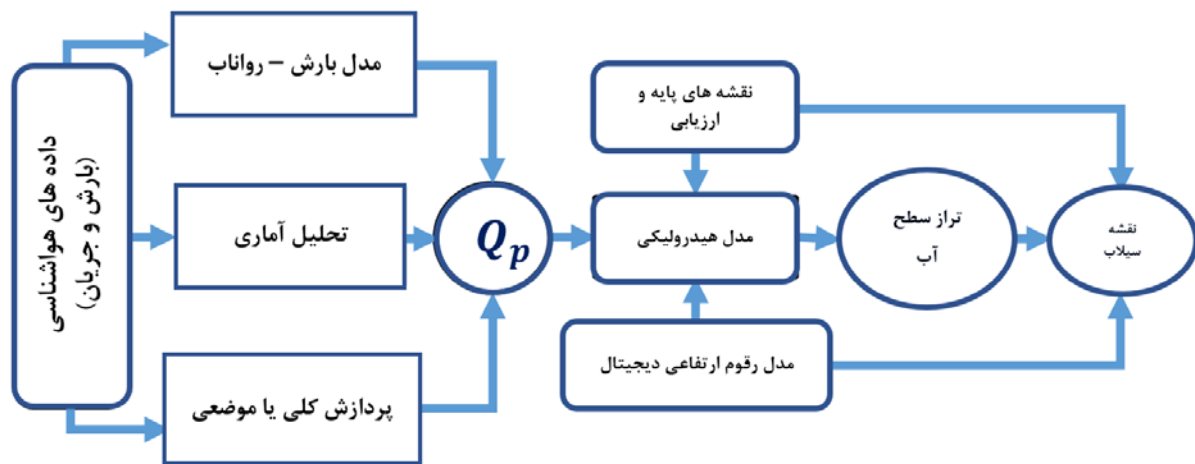 داده های هواشناسی
(بارش و جریان)
مدل بارش – رواناب
تحلیل آماری
پردازش کلی یا موضعی
Qp
نقشه های پایه و
ارزیابی
مدل هیدرولیکی
مدل رقوم ارتفاعی دیجیتال
تراز سطح
آب
نقشه
سیلاب